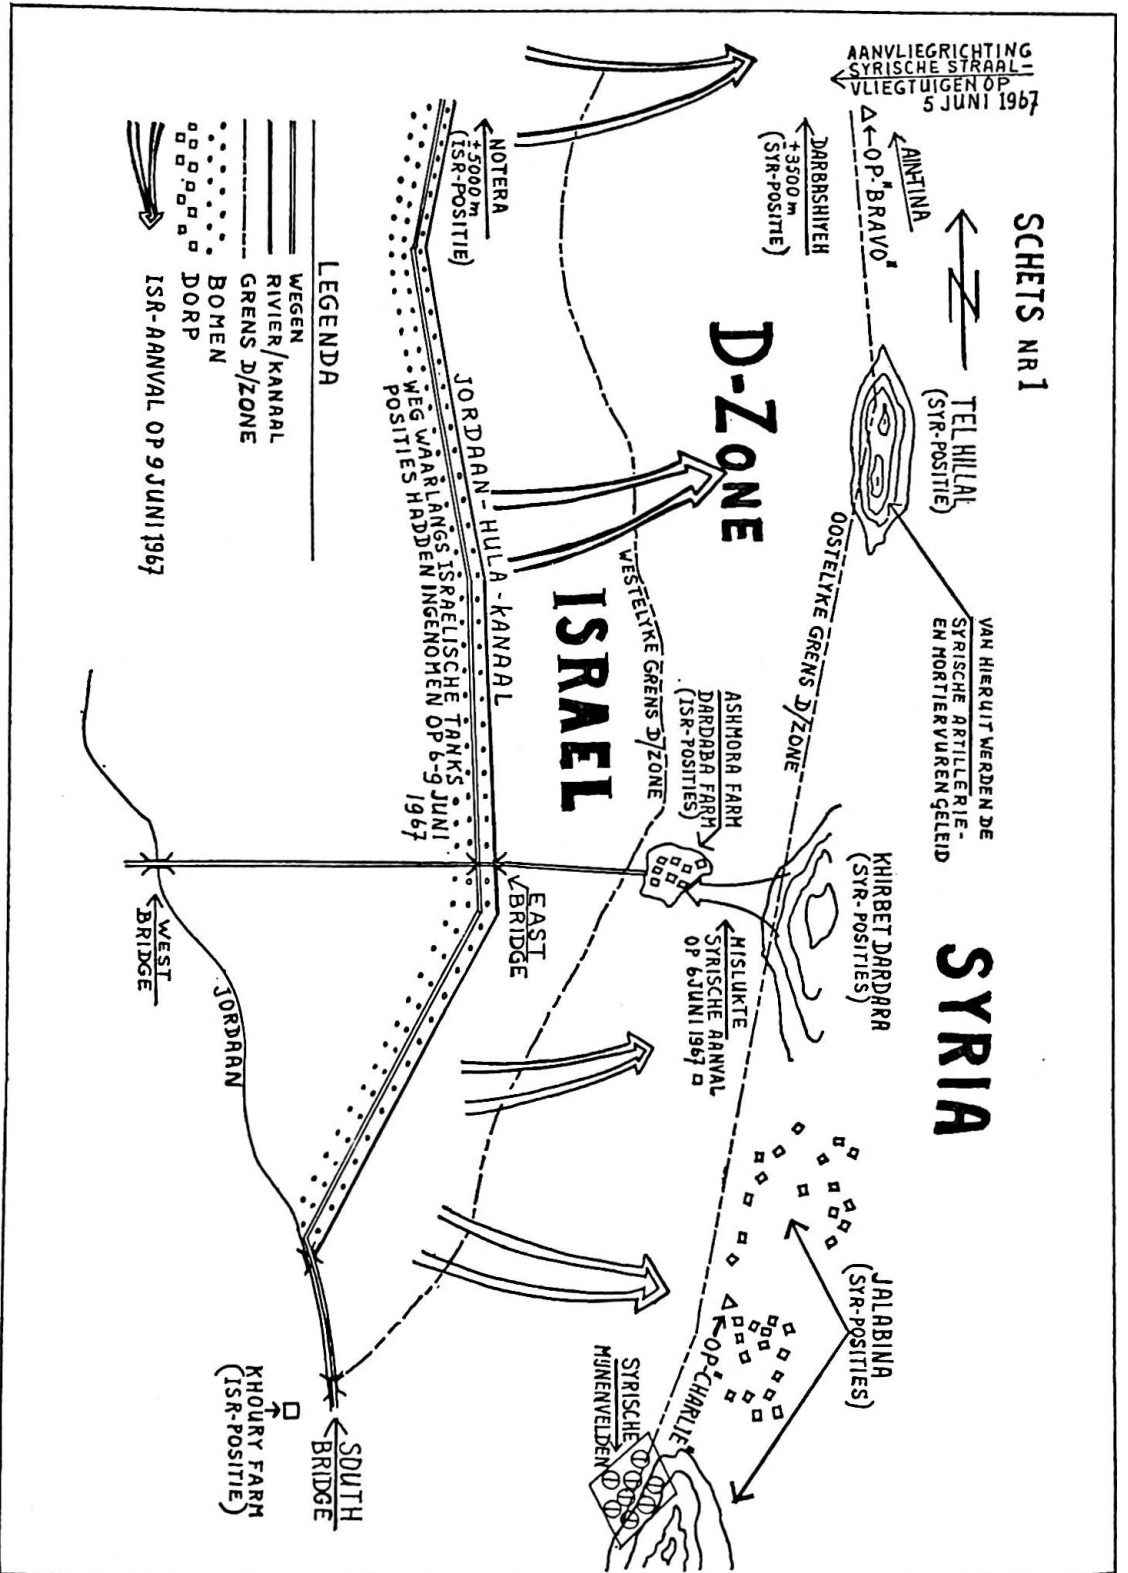 SCHETS NR 1
AANVLIEGRICHTING
SYRISCHE STRAAL-
VLIEGTUIGEN OP
5 JUNI 1967
AINTINA
OP-"BRAVO"
TEL HILLAL
(SYR-POSITIE)
VAN HIERUIT WERDEN DE
SYRISCHE ARTILLERIE-
EN MORTIERVUREN GELEID
SYRIA
KHIRBET DARDARA
(SYR-POSITIES)
JALABINA
(SYR-POSITIES)
DARBASHIYEH
±3500m
(SYR-POSITIE)
D-ZONE
OOSTELYKE GRENS D/ZONE
ASHMORA FARM
DARDABA FARM
(ISR-POSITIES)
MISLUKTE
SYRISCHE AANVAL
OP 6 JUNI 1967
OP-"CHARLIE"
SYRISCHE
MIJNENVELDEN
WESTELYKE GRENS D/ZONE
ISRAEL
NOTERA
±5000m
(ISR-POSITIE)
JORDAAN-HULA-KANAAL
WEG WAARLANGS ISRAELISCHE TANKS
POSITIES HADDEN INGENOMEN OP 6-9 JUNI
1967
EAST
BRIDGE
WEST
BRIDGE
JORDAAN
SOUTH
BRIDGE
KHOURY FARM
(ISR-POSITIE)
LEGENDA
WEGEN
RIVIER/KANAAL
GRENS D/ZONE
BOMEN
DORP
ISR-AANVAL OP 9 JUNI 1967